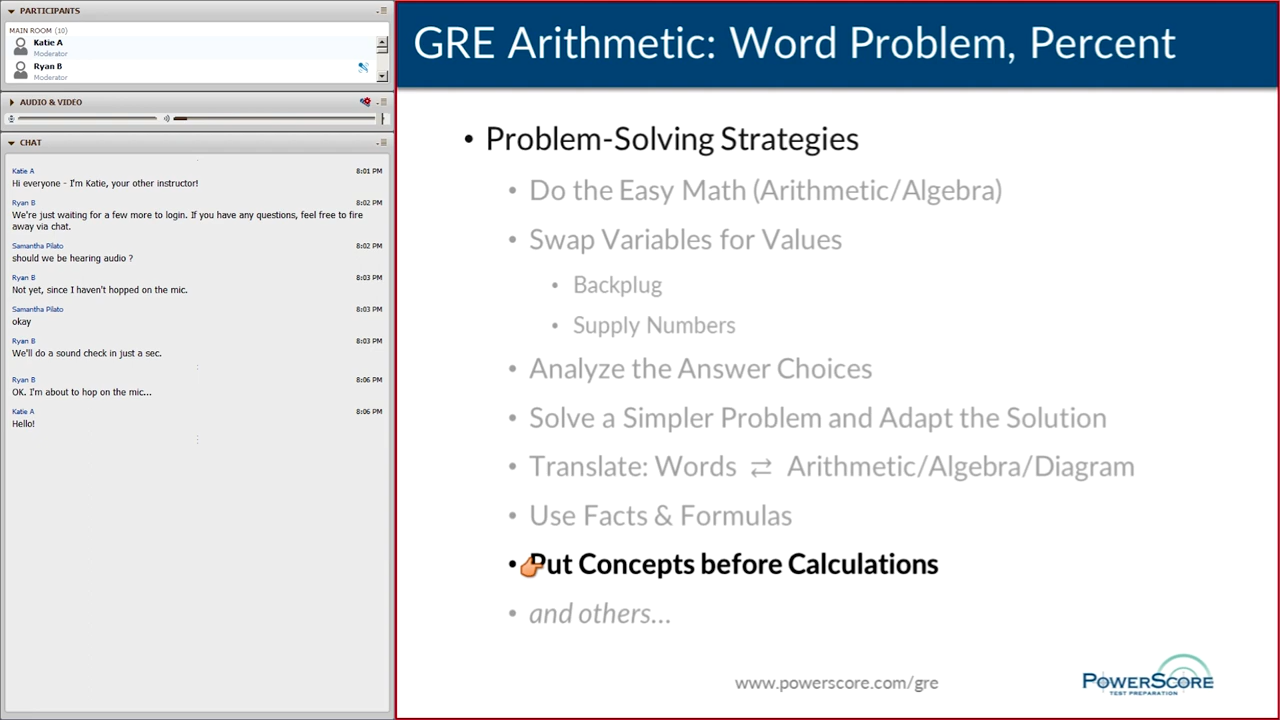 PARTICIPANTS
MAIN ROOM (10)
Katie A
Moderator
Ryan B
Moderator
AUDIO & VIDEO
CHAT
Katie A 8:01 PM
Hi everyone - I'm Katie, your other instructor!
Ryan B 8:02 PM
We're just waiting for a few more to login. If you have any questions, feel free to fire
away via chat.
Samantha Pilato 8:02 PM
should we be hearing audio ?
Ryan B 8:03 PM
Not yet, since I haven't hopped on the mic.
Samantha Pilato 8:03 PM
okay
Ryan B 8:03 PM
We'll do a sound check in just a sec.
Ryan B 8:06 PM
OK. I'm about to hop on the mic...
Katie A 8:06 PM
Hello!
GRE Arithmetic: Word Problem, Percent
• Problem-Solving Strategies
• Do the Easy Math (Arithmetic/Algebra)
• Swap Variables for Values
• Backplug
• Supply Numbers
• Analyze the Answer Choices
• Solve a Simpler Problem and Adapt the Solution
• Translate: Words ⇄ Arithmetic/Algebra/Diagram
• Use Facts & Formulas
• Put Concepts before Calculations
• and others...
www.powerscore.com/gre
POWERSCORE
TEST PREPARATION